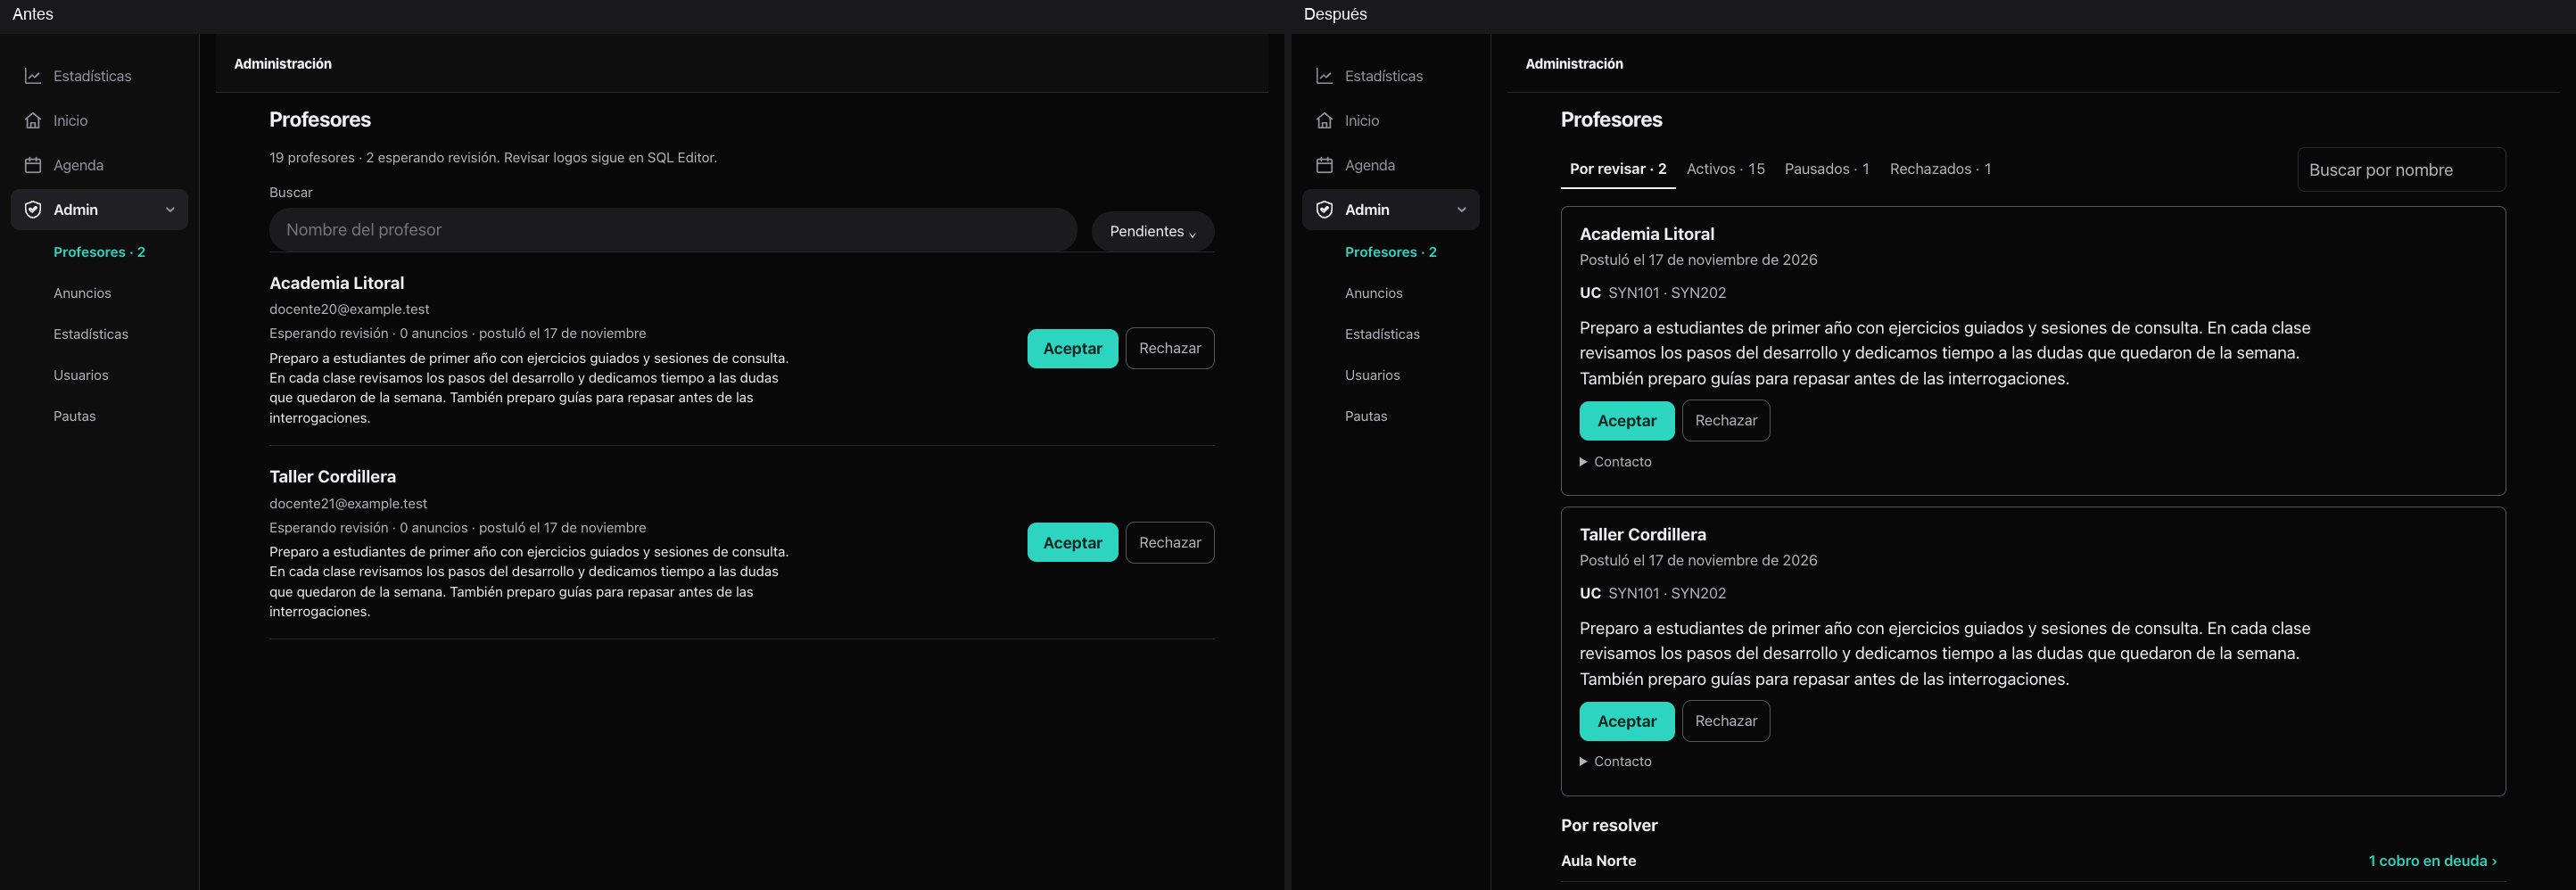 Antes
Estadísticas
Inicio
Agenda
Admin
Profesores · 2
Anuncios
Estadísticas
Usuarios
Pautas
Administración
Profesores
19 profesores · 2 esperando revisión. Revisar logos sigue en SQL Editor.
Buscar
Nombre del profesor
Pendientes
Academia Litoral
docente20@example.test
Esperando revisión · 0 anuncios · postuló el 17 de noviembre
Preparo a estudiantes de primer año con ejercicios guiados y sesiones de consulta.
En cada clase revisamos los pasos del desarrollo y dedicamos tiempo a las dudas
que quedaron de la semana. También preparo guías para repasar antes de las
interrogaciones.
Aceptar
Rechazar
Taller Cordillera
docente21@example.test
Esperando revisión · 0 anuncios · postuló el 17 de noviembre
Preparo a estudiantes de primer año con ejercicios guiados y sesiones de consulta.
En cada clase revisamos los pasos del desarrollo y dedicamos tiempo a las dudas
que quedaron de la semana. También preparo guías para repasar antes de las
interrogaciones.
Aceptar
Rechazar
Después
Estadísticas
Inicio
Agenda
Admin
Profesores · 2
Anuncios
Estadísticas
Usuarios
Pautas
Administración
Profesores
Por revisar · 2
Activos · 15
Pausados · 1
Rechazados · 1
Buscar por nombre
Academia Litoral
Postuló el 17 de noviembre de 2026
UC SYN101 · SYN202
Preparo a estudiantes de primer año con ejercicios guiados y sesiones de consulta. En cada clase
revisamos los pasos del desarrollo y dedicamos tiempo a las dudas que quedaron de la semana.
También preparo guías para repasar antes de las interrogaciones.
Aceptar
Rechazar
Contacto
Taller Cordillera
Postuló el 17 de noviembre de 2026
UC SYN101 · SYN202
Preparo a estudiantes de primer año con ejercicios guiados y sesiones de consulta. En cada clase
revisamos los pasos del desarrollo y dedicamos tiempo a las dudas que quedaron de la semana.
También preparo guías para repasar antes de las interrogaciones.
Aceptar
Rechazar
Contacto
Por resolver
Aula Norte
1 cobro en deuda ›